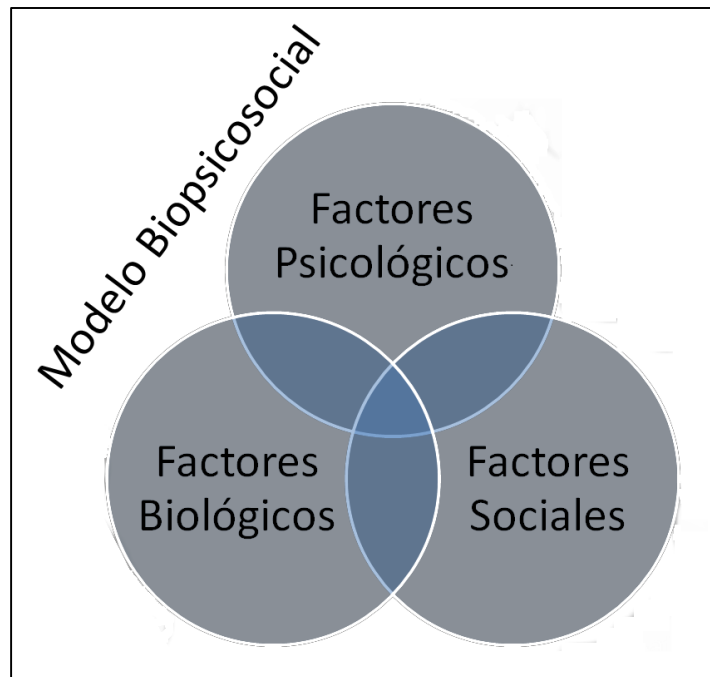 Modelo Biopsicosocial
Factores
Psicológicos
Factores
Biológicos
Factores
Sociales